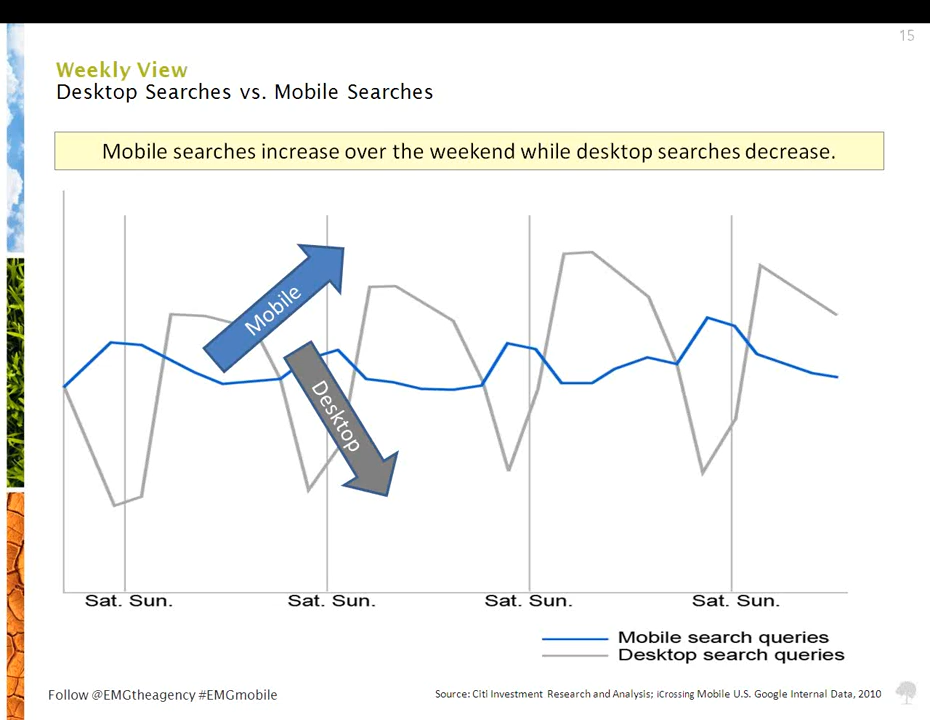 15
Weekly View
Desktop Searches vs. Mobile Searches
Mobile searches increase over the weekend while desktop searches decrease.
Mobile
Desktop
Sat. Sun.
Sat. Sun.
Sat. Sun.
Sat. Sun.
Mobile search queries
Desktop search queries
Follow @EMGtheagency #EMGmobile
Source: Citi Investment Research and Analysis; iCrossing Mobile U.S. Google Internal Data, 2010